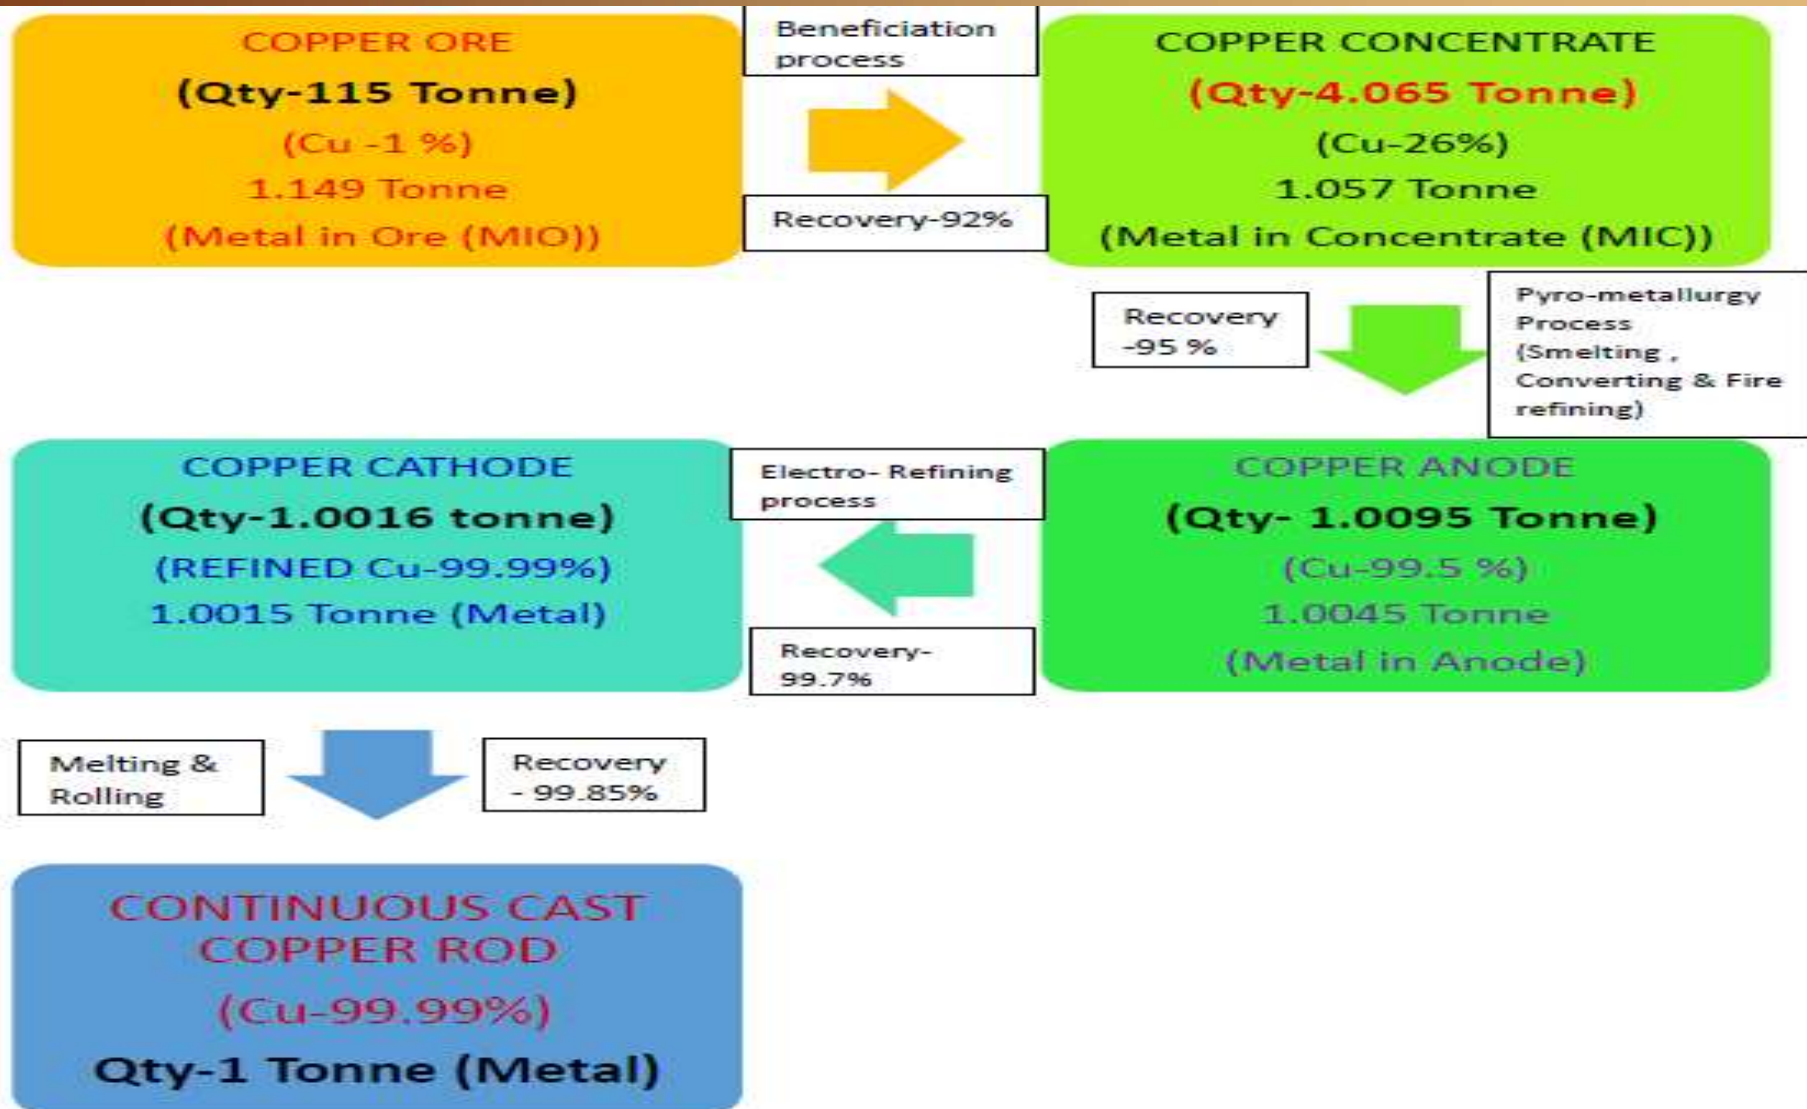 COPPER ORE
(Qty-115 Tonne)
(Cu -1 %)
1.149 Tonne
(Metal in Ore (MIO))
Beneficiation
process
Recovery-92%
COPPER CONCENTRATE
(Qty-4.065 Tonne)
(Cu-26%)
1.057 Tonne
(Metal in Concentrate (MIC))
Recovery
-95 %
Pyro-metallurgy
Process
(Smelting ,
Converting & Fire
refining)
COPPER ANODE
(Qty- 1.0095 Tonne)
(Cu-99.5 %)
1.0045 Tonne
(Metal in Anode)
Electro- Refining
process
Recovery-
99.7%
COPPER CATHODE
(Qty-1.0016 tonne)
(REFINED Cu-99.99%)
1.0015 Tonne (Metal)
Melting &
Rolling
Recovery
- 99.85%
CONTINUOUS CAST
COPPER ROD
(Cu-99.99%)
Qty-1 Tonne (Metal)